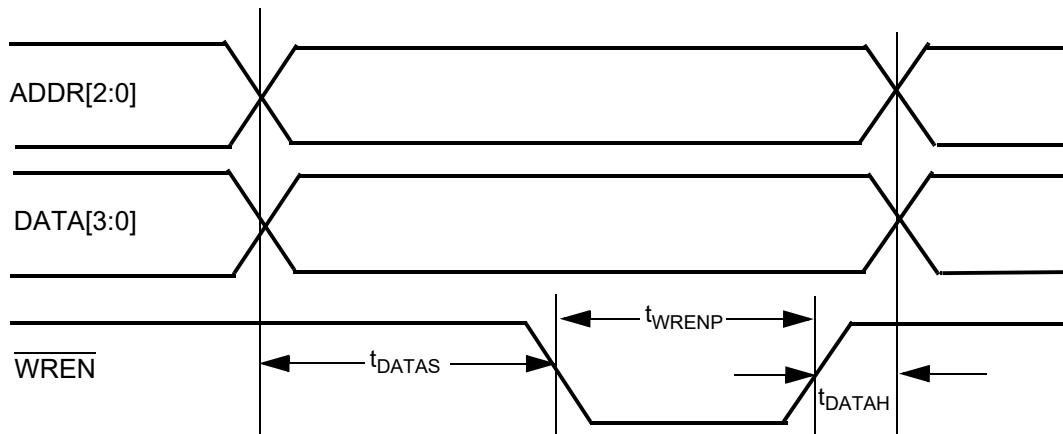 ADDR[2:0]
DATA[3:0]
tWRENP
WREN
tDATAS
tDATAH